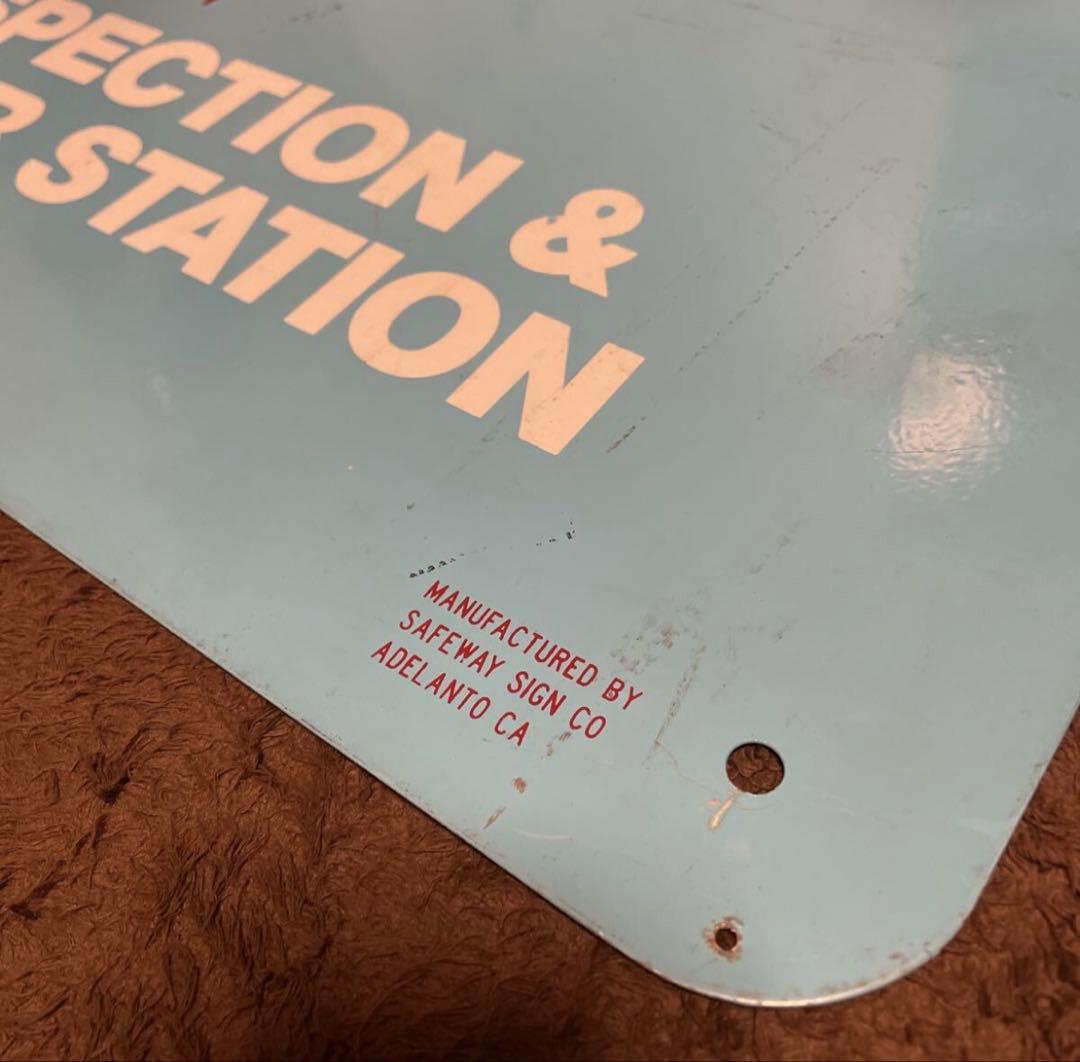 SPECTION &
R STATION
MANUFACTURED BY
SAFEWAY SIGN CO
ADELANTO CA